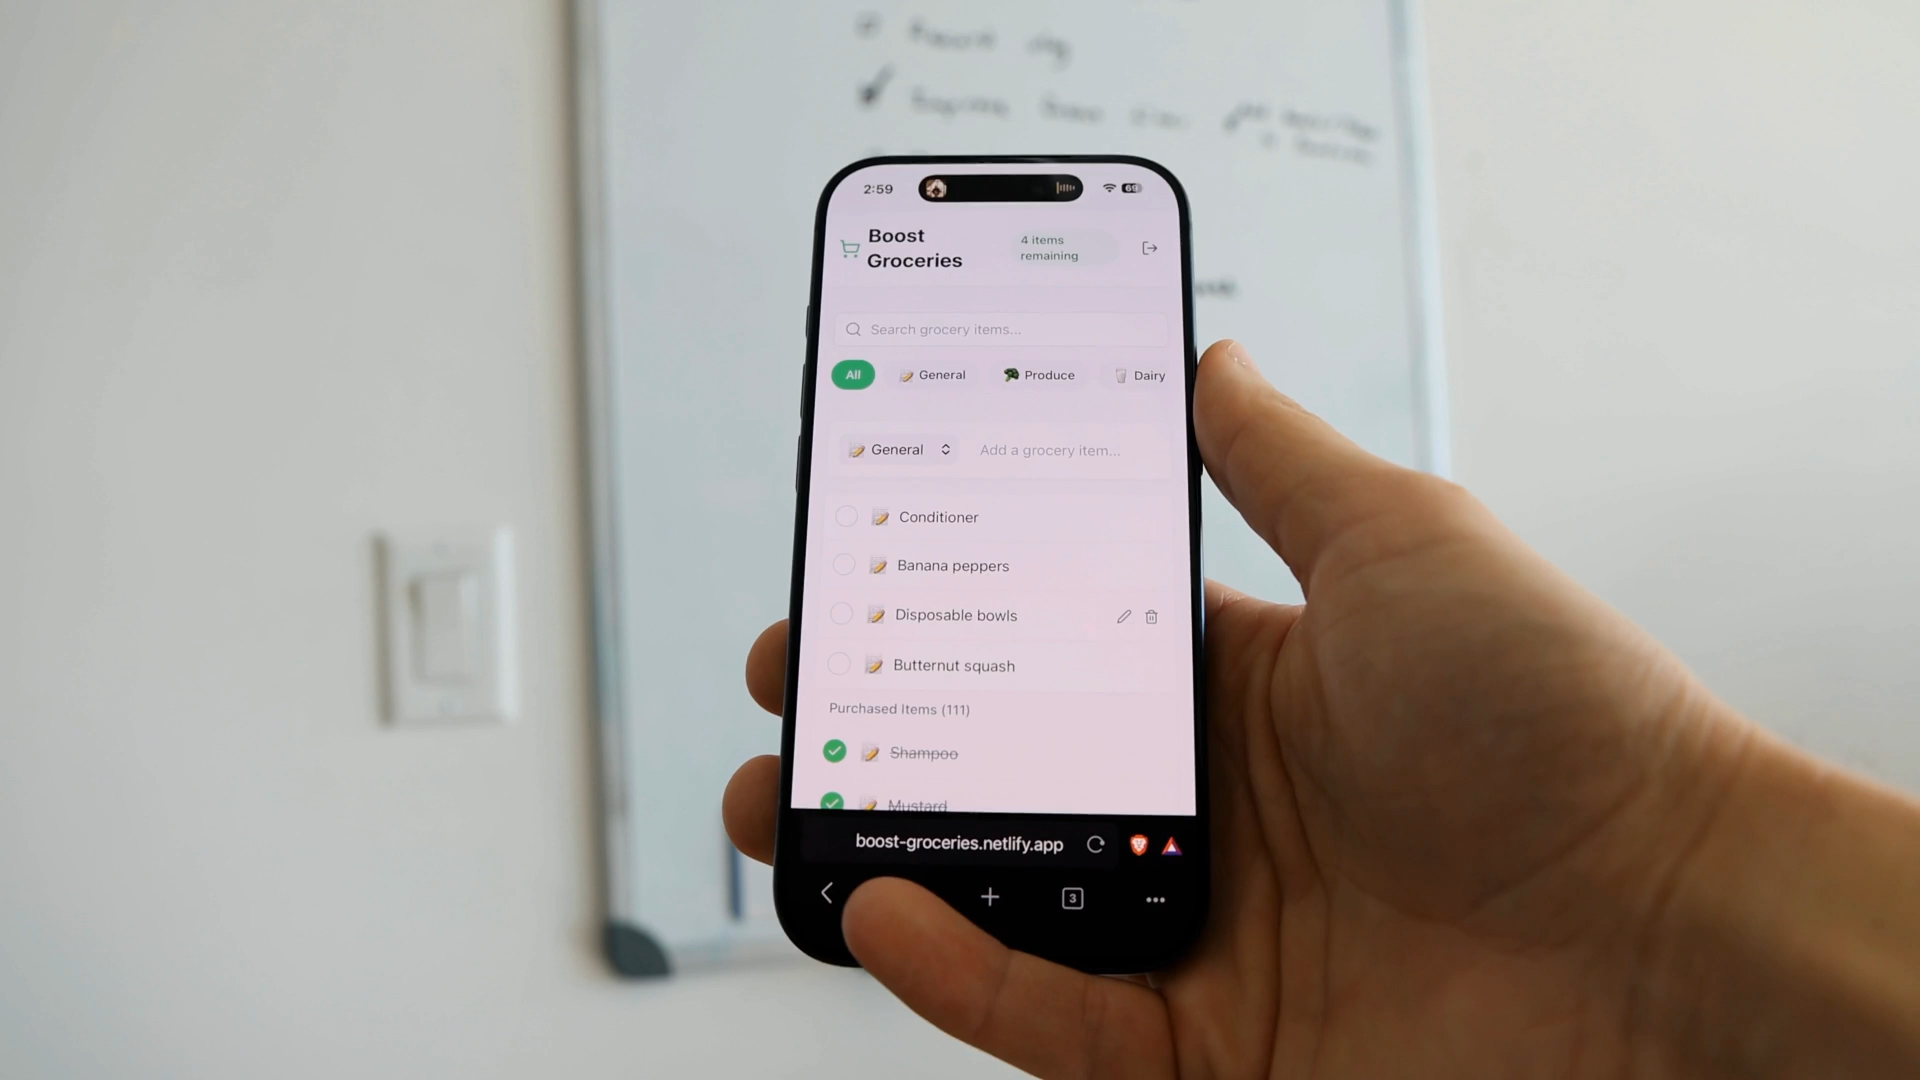 2:59
69
Boost
Groceries
4 items
remaining
Search grocery items...
All
General
Produce
Dairy
General
Add a grocery item...
Conditioner
Banana peppers
Disposable bowls
Butternut squash
Purchased Items (111)
Shampoo
Mustard
boost-groceries.netlify.app
3